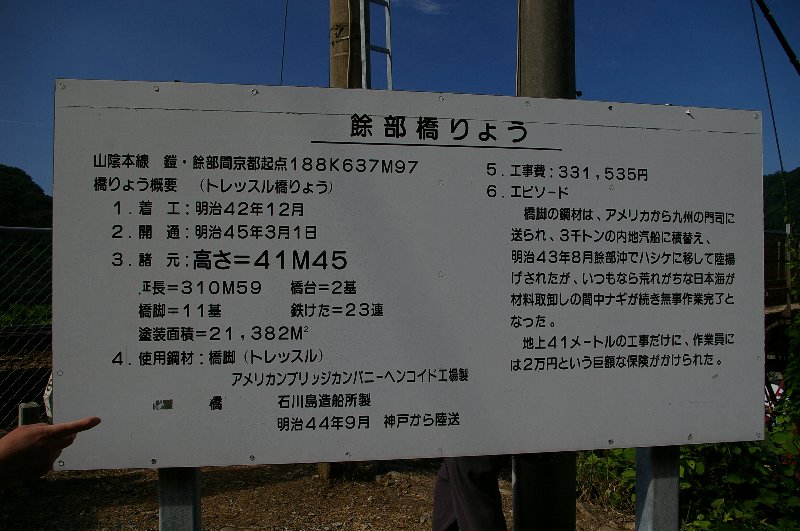 餘部橋りょう
山陰本線 鎧・餘部間京都起点188K637M97
橋りょう概要 (トレッスル橋りょう)
1. 着工:明治42年12月
2. 開通:明治45年3月1日
3. 諸元:高さ=41M45
正長=310M59 橋台=2基
橋脚=11基 鉄けた=23連
塗装面積=21,382M²
4. 使用鋼材:橋脚(トレッスル)
アメリカンブリッジカンパニーヘンコイド工場製
橋 石川島造船所製
明治44年9月 神戸から陸送
5. 工事費:331,535円
6. エピソード
橋脚の鋼材は、アメリカから九州の門司に
送られ、3千トンの内地汽船に積替え、
明治43年8月餘部沖でハシケに移して陸揚
げされたが、いつもなら荒れがちな日本海が
材料取卸しの間中ナギが続き無事作業完了と
なった。
地上41メートルの工事だけに、作業員に
は2万円という巨額な保険がかけられた。